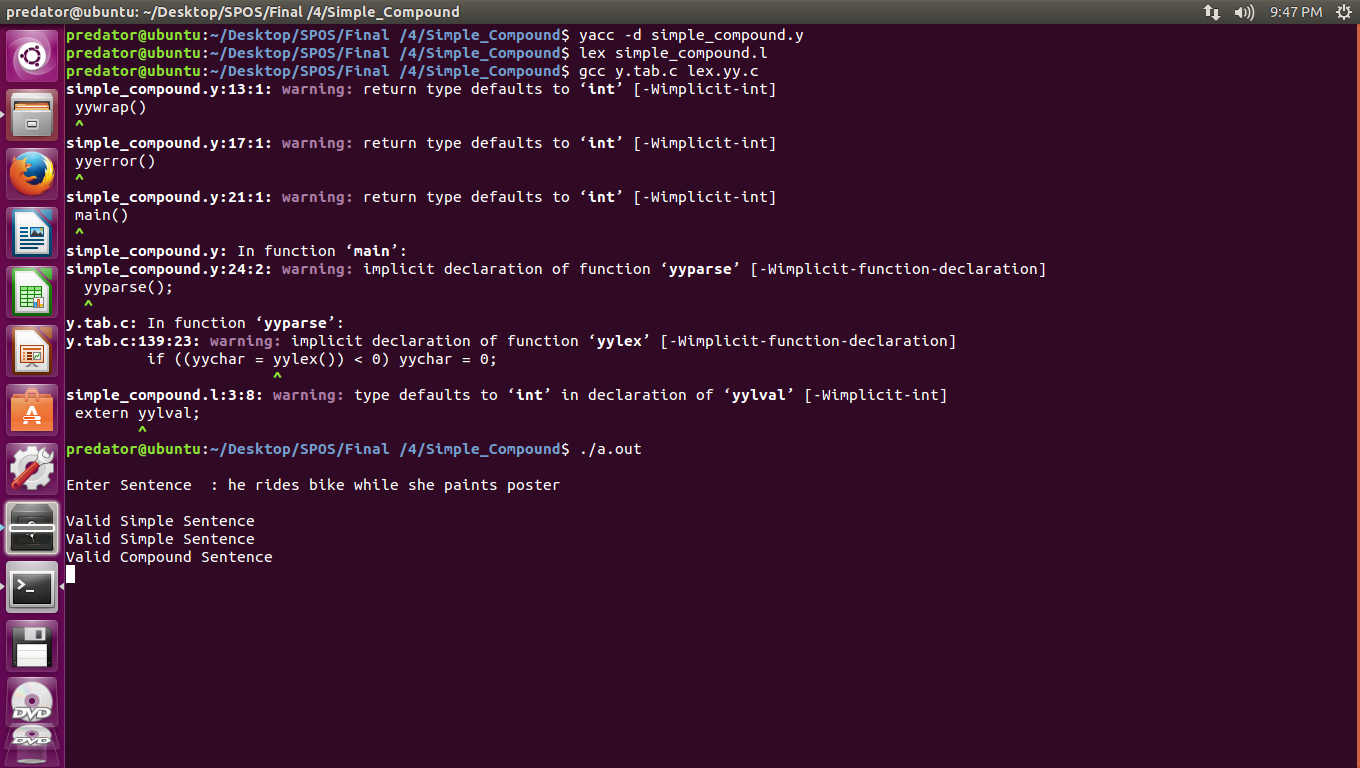 predator@ubuntu: ~/Desktop/SPOS/Final /4/Simple_Compound
9:47 PM
predator@ubuntu:~/Desktop/SPOS/Final /4/Simple_Compound$ yacc -d simple_compound.y
predator@ubuntu:~/Desktop/SPOS/Final /4/Simple_Compound$ lex simple_compound.l
predator@ubuntu:~/Desktop/SPOS/Final /4/Simple_Compound$ gcc y.tab.c lex.yy.c
simple_compound.y:13:1: warning: return type defaults to ‘int’ [-Wimplicit-int]
 yywrap()
 ^
simple_compound.y:17:1: warning: return type defaults to ‘int’ [-Wimplicit-int]
 yyerror()
 ^
simple_compound.y:21:1: warning: return type defaults to ‘int’ [-Wimplicit-int]
 main()
 ^
simple_compound.y: In function ‘main’:
simple_compound.y:24:2: warning: implicit declaration of function ‘yyparse’ [-Wimplicit-function-declaration]
  yyparse();
  ^
y.tab.c: In function ‘yyparse’:
y.tab.c:139:23: warning: implicit declaration of function ‘yylex’ [-Wimplicit-function-declaration]
         if ((yychar = yylex()) < 0) yychar = 0;
                       ^
simple_compound.l:3:8: warning: type defaults to ‘int’ in declaration of ‘yylval’ [-Wimplicit-int]
 extern yylval;
        ^
predator@ubuntu:~/Desktop/SPOS/Final /4/Simple_Compound$ ./a.out
Enter Sentence  : he rides bike while she paints poster
Valid Simple Sentence
Valid Simple Sentence
Valid Compound Sentence
DVD
DVD